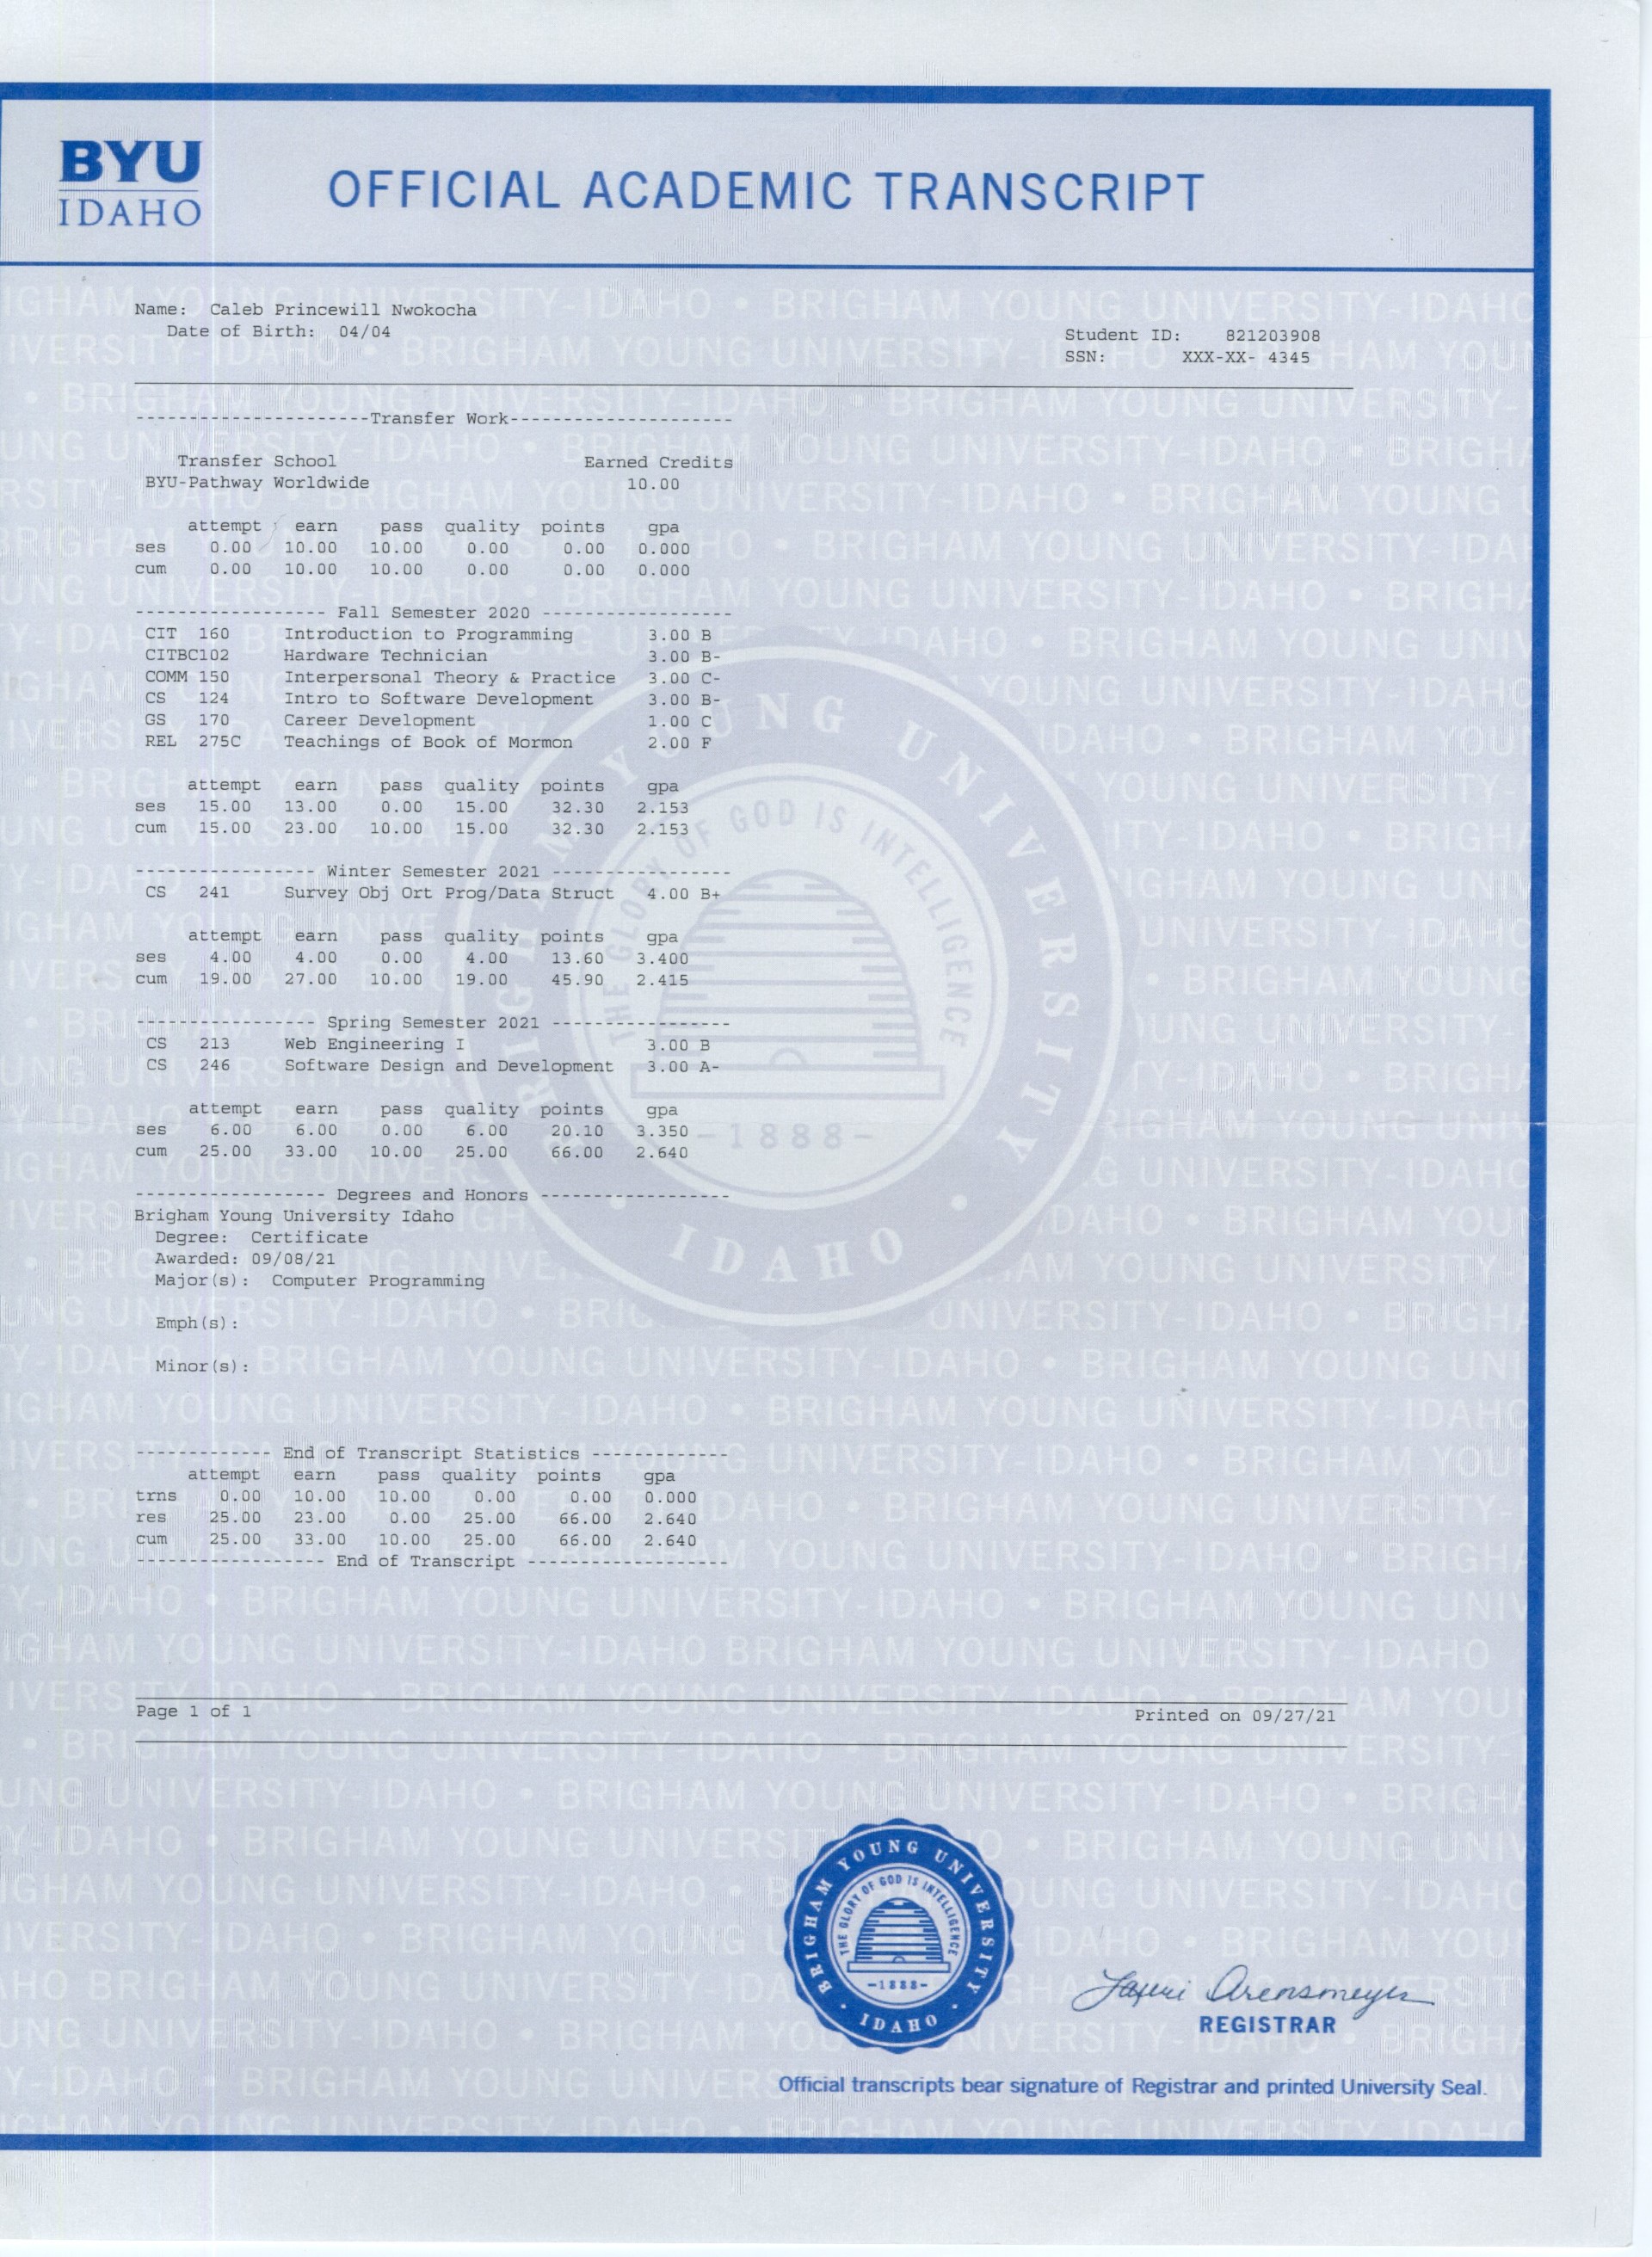 BYU
IDAHO
OFFICIAL ACADEMIC TRANSCRIPT
Name: Caleb Princewill Nwokocha
Date of Birth: 04/04
Student ID: 821203908
SSN: XXX-XX- 4345
----------------------Transfer Work---------------------
Transfer School Earned Credits
BYU-Pathway Worldwide 10.00
attempt earn pass quality points gpa
ses 0.00 10.00 10.00 0.00 0.00 0.000
cum 0.00 10.00 10.00 0.00 0.00 0.000
------------------ Fall Semester 2020 ------------------
CIT 160 Introduction to Programming 3.00 B
CITBC102 Hardware Technician 3.00 B-
COMM 150 Interpersonal Theory & Practice 3.00 C-
CS 124 Intro to Software Development 3.00 B-
GS 170 Career Development 1.00 C
REL 275C Teachings of Book of Mormon 2.00 F
attempt earn pass quality points gpa
ses 15.00 13.00 0.00 15.00 32.30 2.153
cum 15.00 23.00 10.00 15.00 32.30 2.153
----------------- Winter Semester 2021 -----------------
CS 241 Survey Obj Ort Prog/Data Struct 4.00 B+
attempt earn pass quality points gpa
ses 4.00 4.00 0.00 4.00 13.60 3.400
cum 19.00 27.00 10.00 19.00 45.90 2.415
----------------- Spring Semester 2021 -----------------
CS 213 Web Engineering I 3.00 B
CS 246 Software Design and Development 3.00 A-
attempt earn pass quality points gpa
ses 6.00 6.00 0.00 6.00 20.10 3.350
cum 25.00 33.00 10.00 25.00 66.00 2.640
------------------ Degrees and Honors ------------------
Brigham Young University Idaho
Degree: Certificate
Awarded: 09/08/21
Major(s): Computer Programming
Emph(s):
Minor(s):
------------- End of Transcript Statistics -------------
attempt earn pass quality points gpa
trns 0.00 10.00 10.00 0.00 0.00 0.000
res 25.00 23.00 0.00 25.00 66.00 2.640
cum 25.00 33.00 10.00 25.00 66.00 2.640
------------------ End of Transcript -------------------
Page 1 of 1 Printed on 09/27/21
BRIGHAM YOUNG UNIVERSITY
THE GLORY OF GOD IS INTELLIGENCE
-1888-
• IDAHO •
Arensmeyer
REGISTRAR
Official transcripts bear signature of Registrar and printed University Seal.